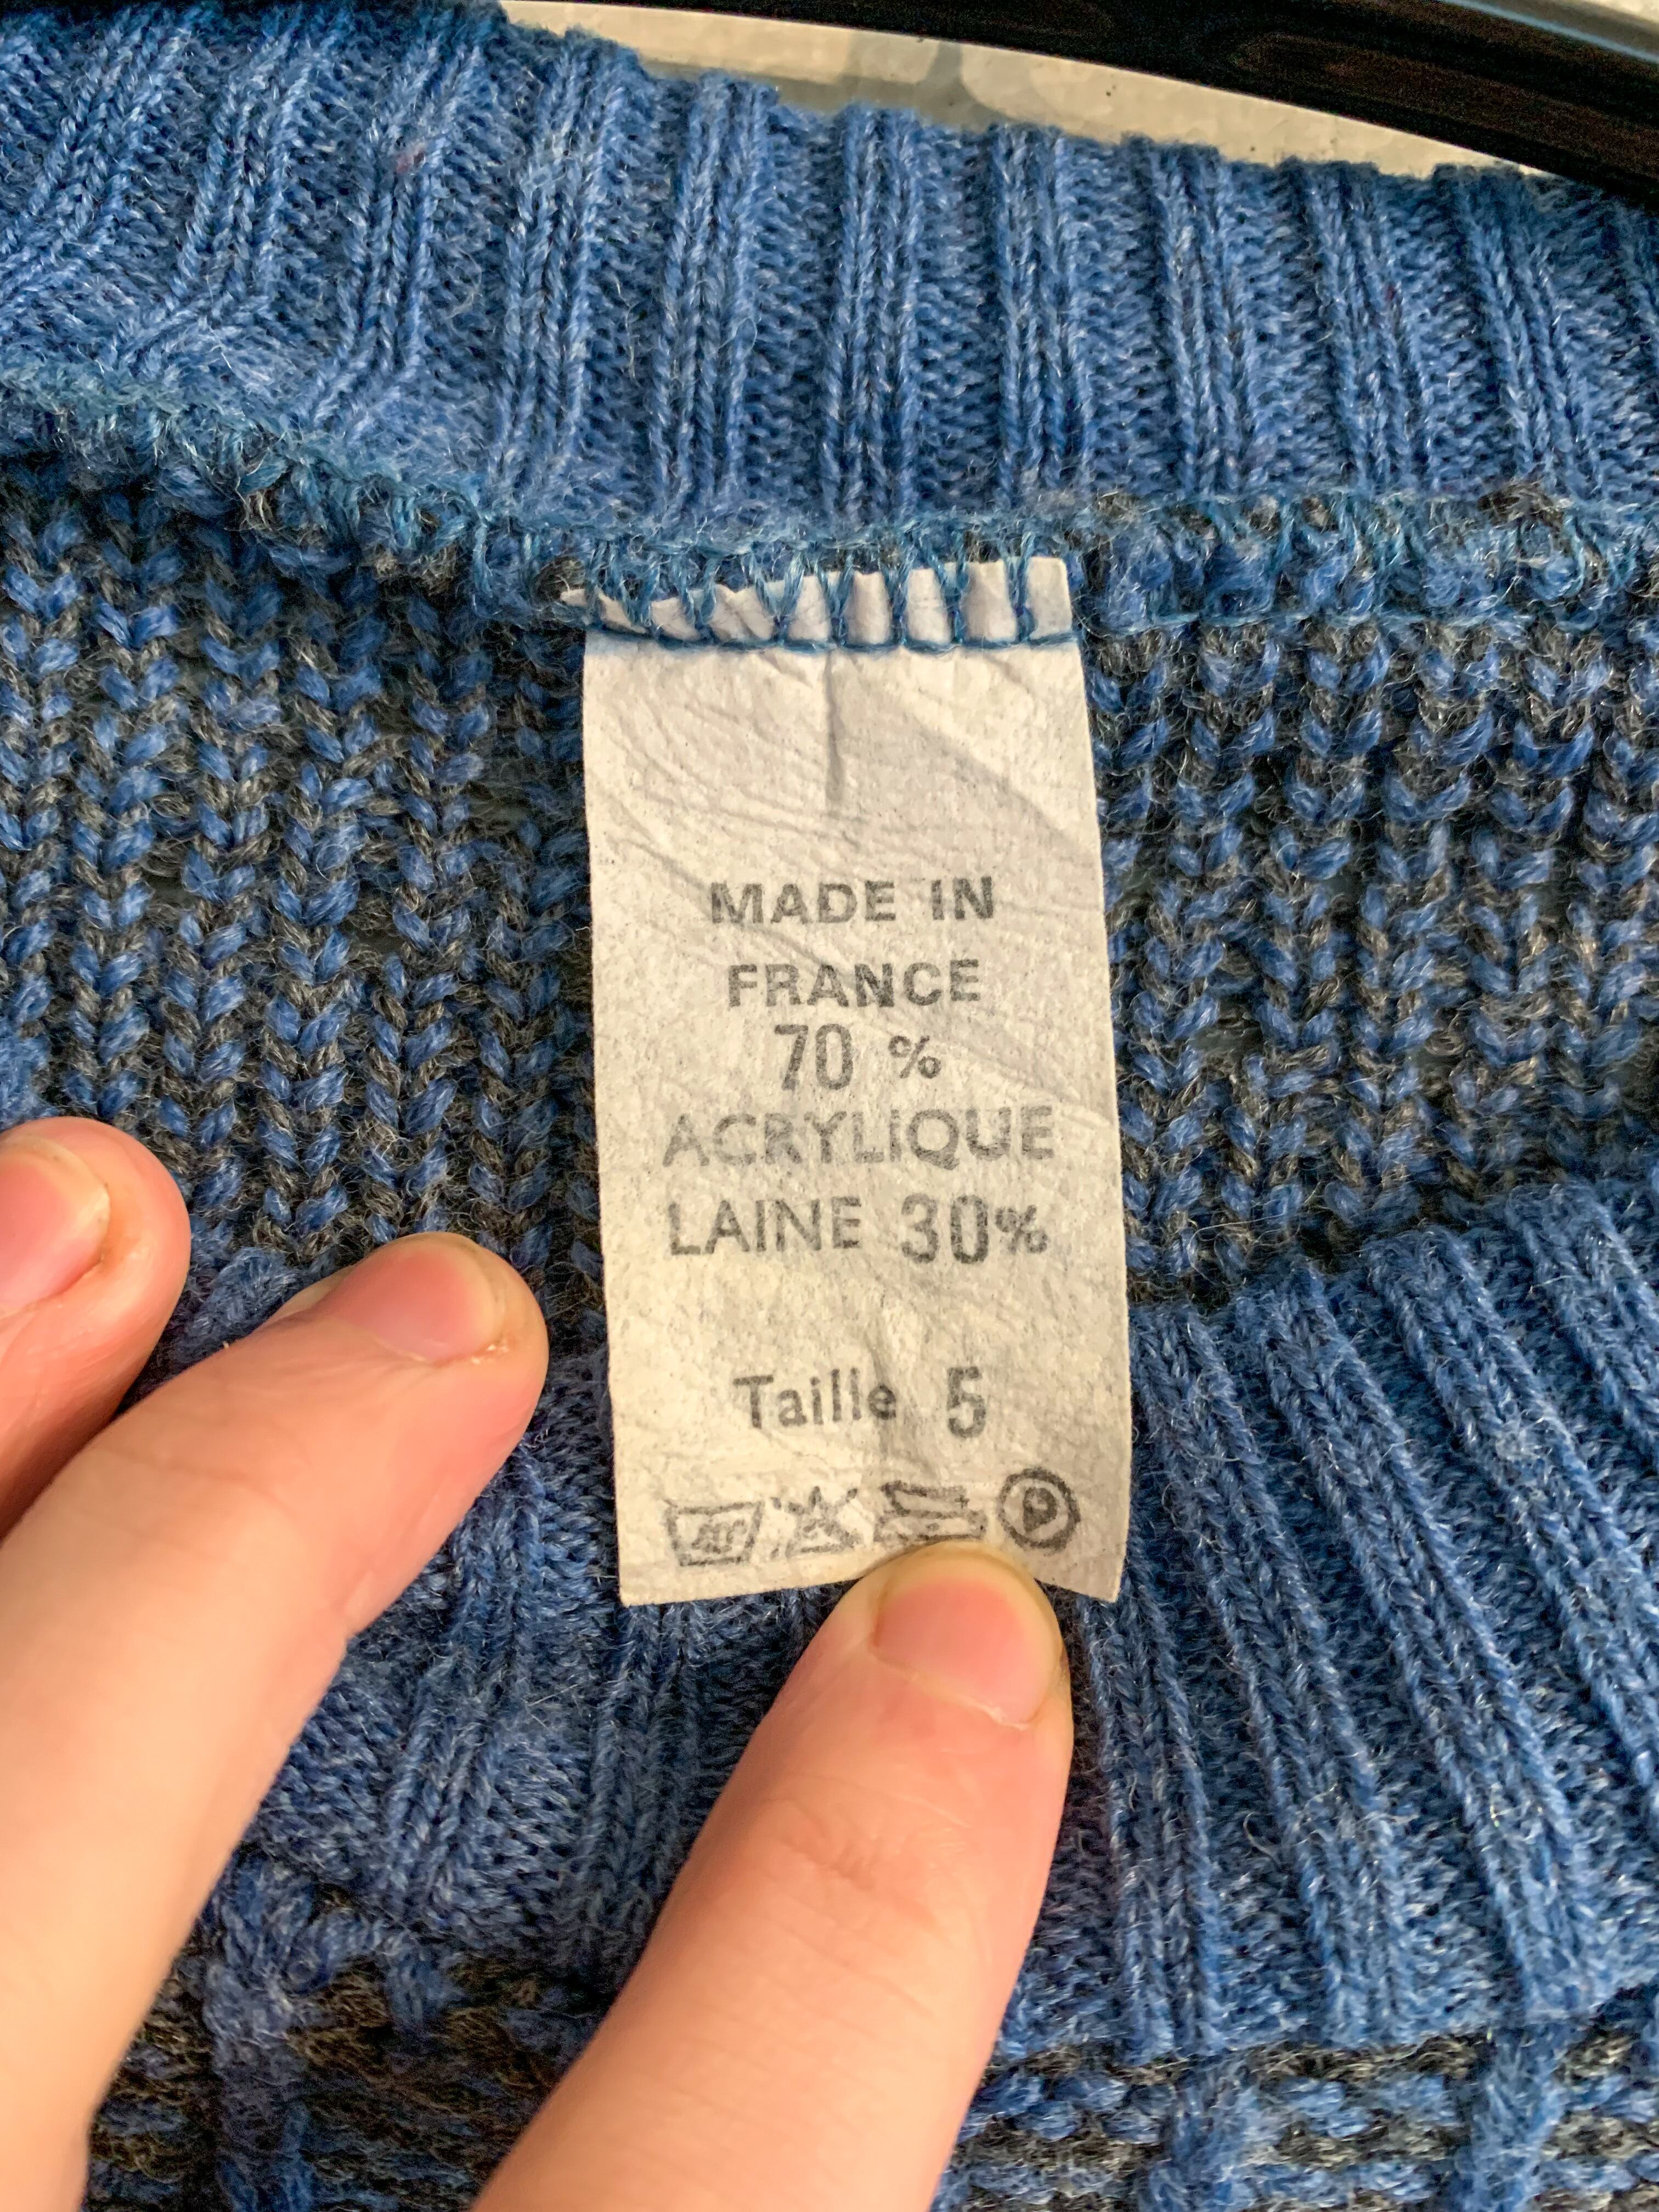 MADE IN
FRANCE
70 %
ACRYLIQUE
LAINE 30%
Taille 5
P